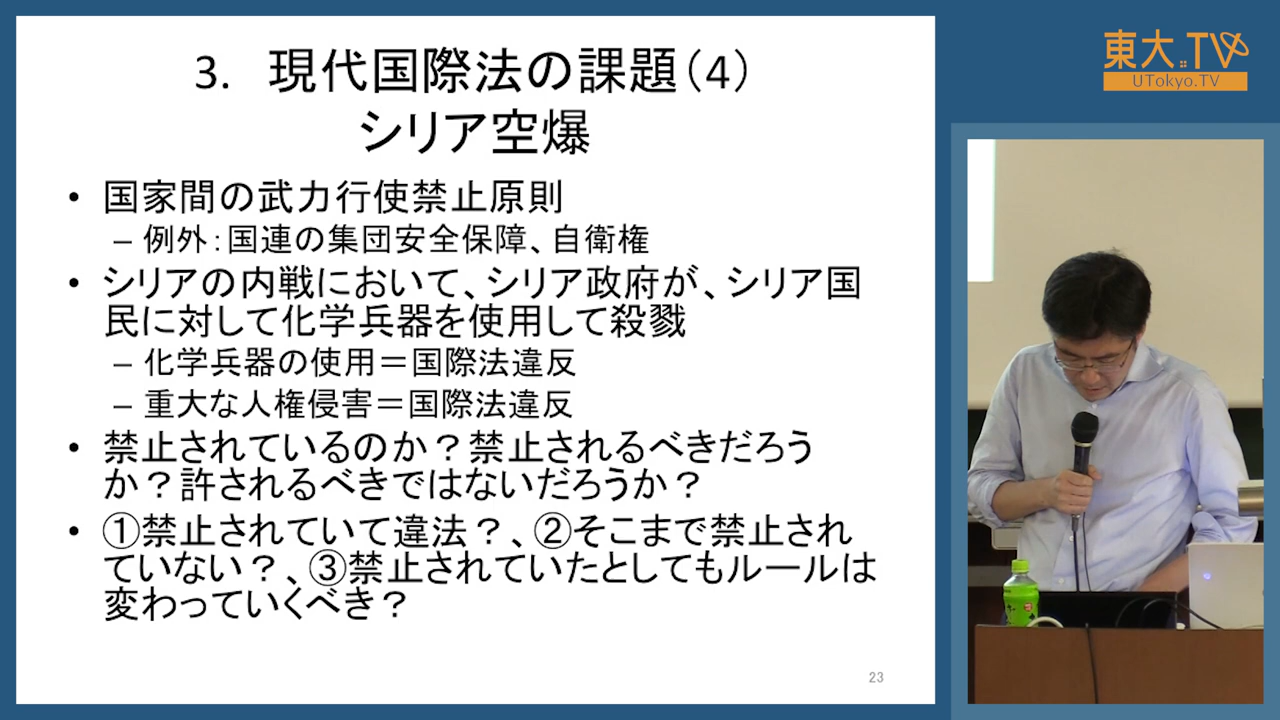 3. 現代国際法の課題(4)
シリア空爆
• 国家間の武力行使禁止原則
– 例外:国連の集団安全保障、自衛権
• シリアの内戦において、シリア政府が、シリア国
民に対して化学兵器を使用して殺戮
– 化学兵器の使用=国際法違反
– 重大な人権侵害=国際法違反
• 禁止されているのか?禁止されるべきだろう
か?許されるべきではないだろうか?
• ①禁止されていて違法?、②そこまで禁止され
ていない?、③禁止されていたとしてもルールは
変わっていくべき?
23
東大.TV
UTokyo.TV